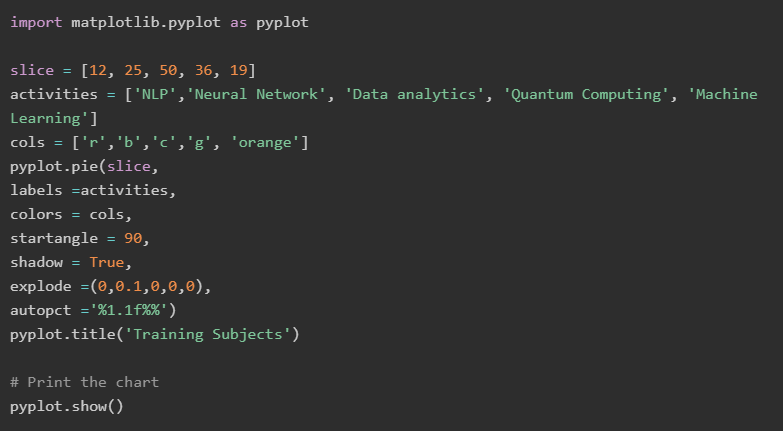 import matplotlib.pyplot as pyplot
slice = [12, 25, 50, 36, 19]
activities = ['NLP','Neural Network', 'Data analytics', 'Quantum Computing', 'Machine
Learning']
cols = ['r','b','c','g', 'orange']
pyplot.pie(slice,
labels =activities,
colors = cols,
startangle = 90,
shadow = True,
explode =(0,0.1,0,0,0),
autopct ='%1.1f%%')
pyplot.title('Training Subjects')
# Print the chart
pyplot.show()